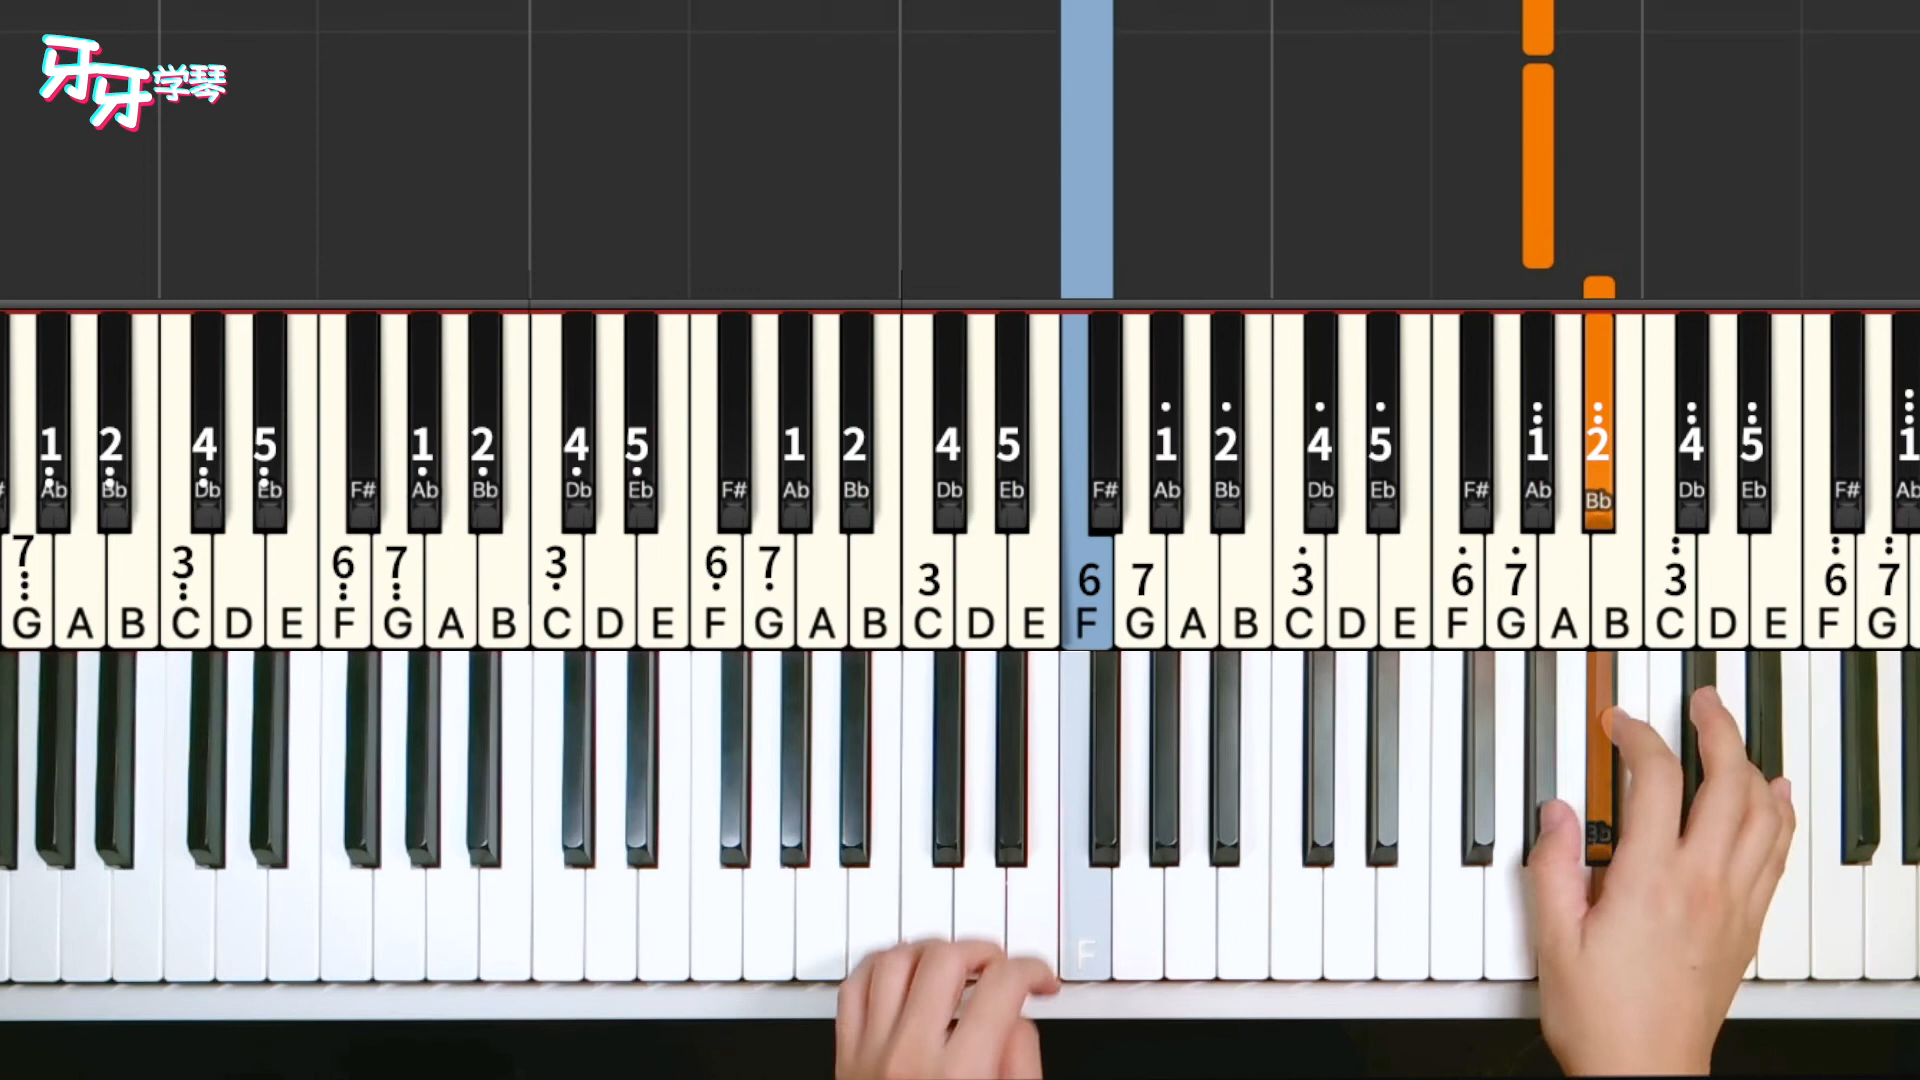 牙牙学琴
1 2 4 5 1 2 4 5 1 2 4 5 1 2 4 5 1 2 4 5 1
# Ab Bb Db Eb F# Ab Bb Db Eb F# Ab Bb Db Eb F# Ab Bb Db Eb F# Ab Bb Db Eb F# Ab
7 3 6 7 3 6 7 3 6 7 3 6 7 3 6 7
G A B C D E F G A B C D E F G A B C D E F G A B C D E F G A B C D E F G
Bb
F